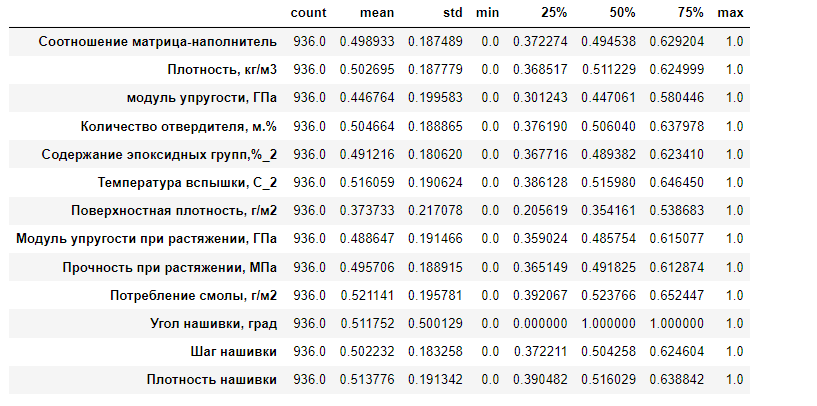 count mean std min 25% 50% 75% max
Соотношение матрица-наполнитель 936.0 0.498933 0.187489 0.0 0.372274 0.494538 0.629204 1.0
Плотность, кг/м3 936.0 0.502695 0.187779 0.0 0.368517 0.511229 0.624999 1.0
модуль упругости, ГПа 936.0 0.446764 0.199583 0.0 0.301243 0.447061 0.580446 1.0
Количество отвердителя, м.% 936.0 0.504664 0.188865 0.0 0.376190 0.506040 0.637978 1.0
Содержание эпоксидных групп,%_2 936.0 0.491216 0.180620 0.0 0.367716 0.489382 0.623410 1.0
Температура вспышки, С_2 936.0 0.516059 0.190624 0.0 0.386128 0.515980 0.646450 1.0
Поверхностная плотность, г/м2 936.0 0.373733 0.217078 0.0 0.205619 0.354161 0.538683 1.0
Модуль упругости при растяжении, ГПа 936.0 0.488647 0.191466 0.0 0.359024 0.485754 0.615077 1.0
Прочность при растяжении, МПа 936.0 0.495706 0.188915 0.0 0.365149 0.491825 0.612874 1.0
Потребление смолы, г/м2 936.0 0.521141 0.195781 0.0 0.392067 0.523766 0.652447 1.0
Угол нашивки, град 936.0 0.511752 0.500129 0.0 0.000000 1.000000 1.000000 1.0
Шаг нашивки 936.0 0.502232 0.183258 0.0 0.372211 0.504258 0.624604 1.0
Плотность нашивки 936.0 0.513776 0.191342 0.0 0.390482 0.516029 0.638842 1.0